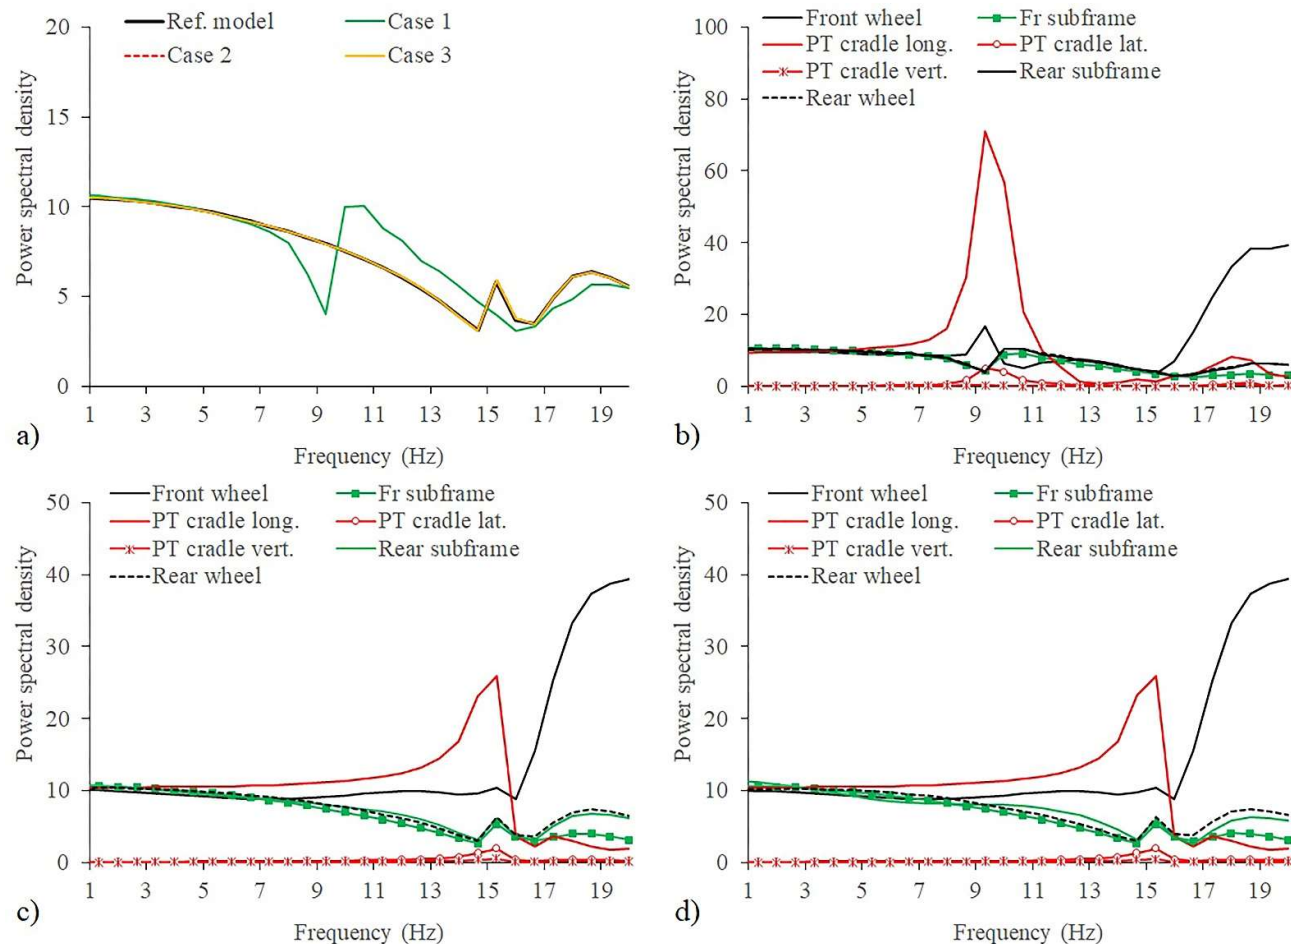 Ref. model Case 1
Case 2 Case 3
Power spectral density
20
15
10
5
0
1 3 5 7 9 11 13 15 17 19
Frequency (Hz)
a)
Front wheel Fr subframe
PT cradle long. PT cradle lat.
PT cradle vert. Rear subframe
Rear wheel
Power spectral density
100
80
60
40
20
0
1 3 5 7 9 11 13 15 17 19
Frequency (Hz)
b)
Front wheel Fr subframe
PT cradle long. PT cradle lat.
PT cradle vert. Rear subframe
Rear wheel
Power spectral density
50
40
30
20
10
0
1 3 5 7 9 11 13 15 17 19
Frequency (Hz)
c)
Front wheel Fr subframe
PT cradle long. PT cradle lat.
PT cradle vert. Rear subframe
Rear wheel
Power spectral density
50
40
30
20
10
0
1 3 5 7 9 11 13 15 17 19
Frequency (Hz)
d)